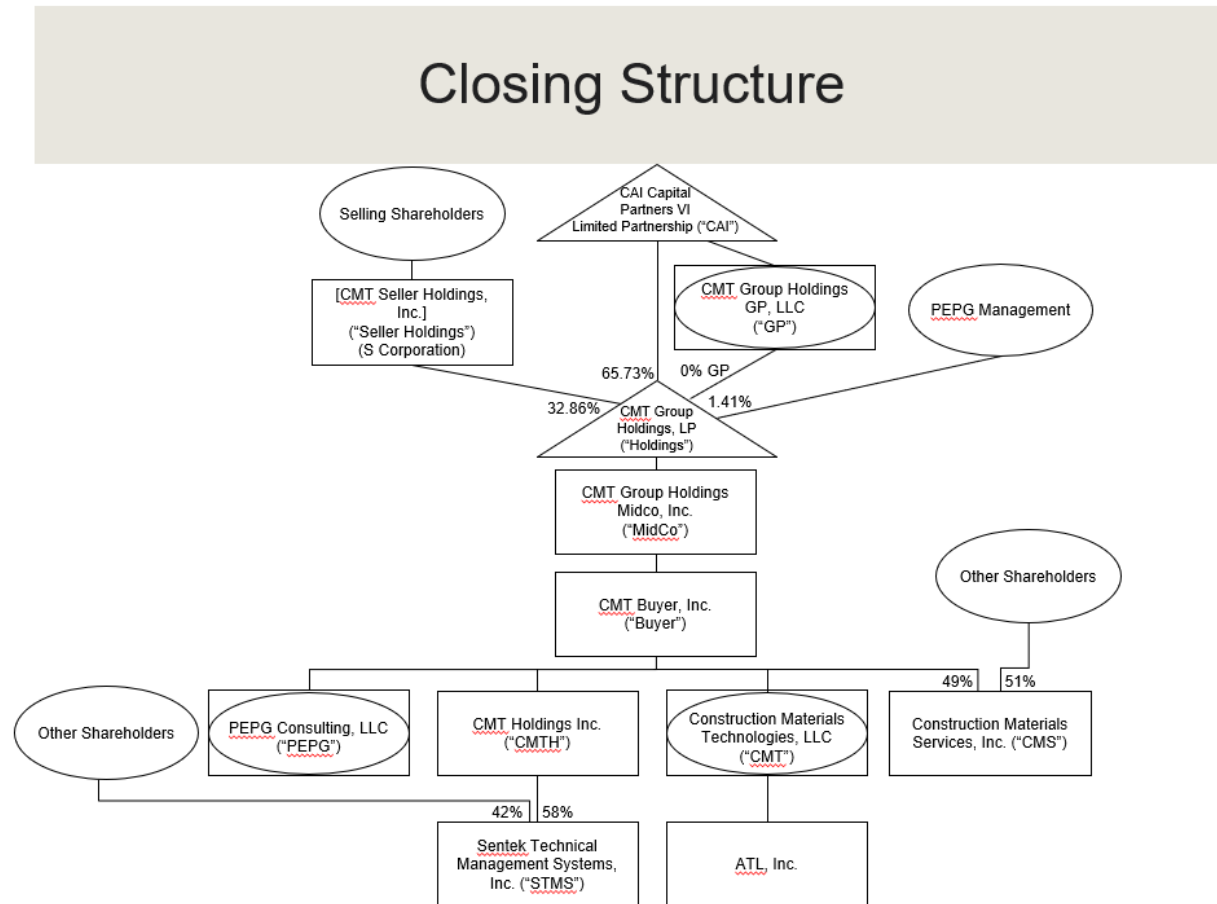 Closing Structure
Selling Shareholders
CAI Capital
Partners VI
Limited Partnership (“CAI”)
[CMT Seller Holdings,
Inc.]
(“Seller Holdings”)
(S Corporation)
CMT Group Holdings
GP, LLC
(“GP”)
PEPG Management
65.73%
0% GP
32.86%
1.41%
CMT Group
Holdings, LP
(“Holdings”)
CMT Group Holdings
Midco, Inc.
(“MidCo”)
CMT Buyer, Inc.
(“Buyer”)
Other Shareholders
49%
51%
Other Shareholders
PEPG Consulting, LLC
(“PEPG”)
CMT Holdings Inc.
(“CMTH”)
Construction Materials
Technologies, LLC
(“CMT”)
Construction Materials
Services, Inc. (“CMS”)
42%
58%
Sentek Technical
Management Systems,
Inc. (“STMS”)
ATL, Inc.